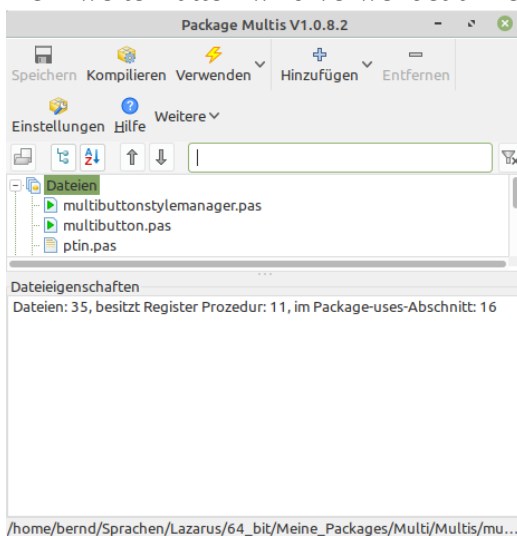 Package Multis V1.0.8.2
Speichern Kompilieren Verwenden Hinzufügen Entfernen
Einstellungen Hilfe Weitere
Dateien
multibuttonstylemanager.pas
multibutton.pas
ptin.pas
Dateieigenschaften
Dateien: 35, besitzt Register Prozedur: 11, im Package-uses-Abschnitt: 16
/home/bernd/Sprachen/Lazarus/64_bit/Meine_Packages/Multi/Multis/mu...